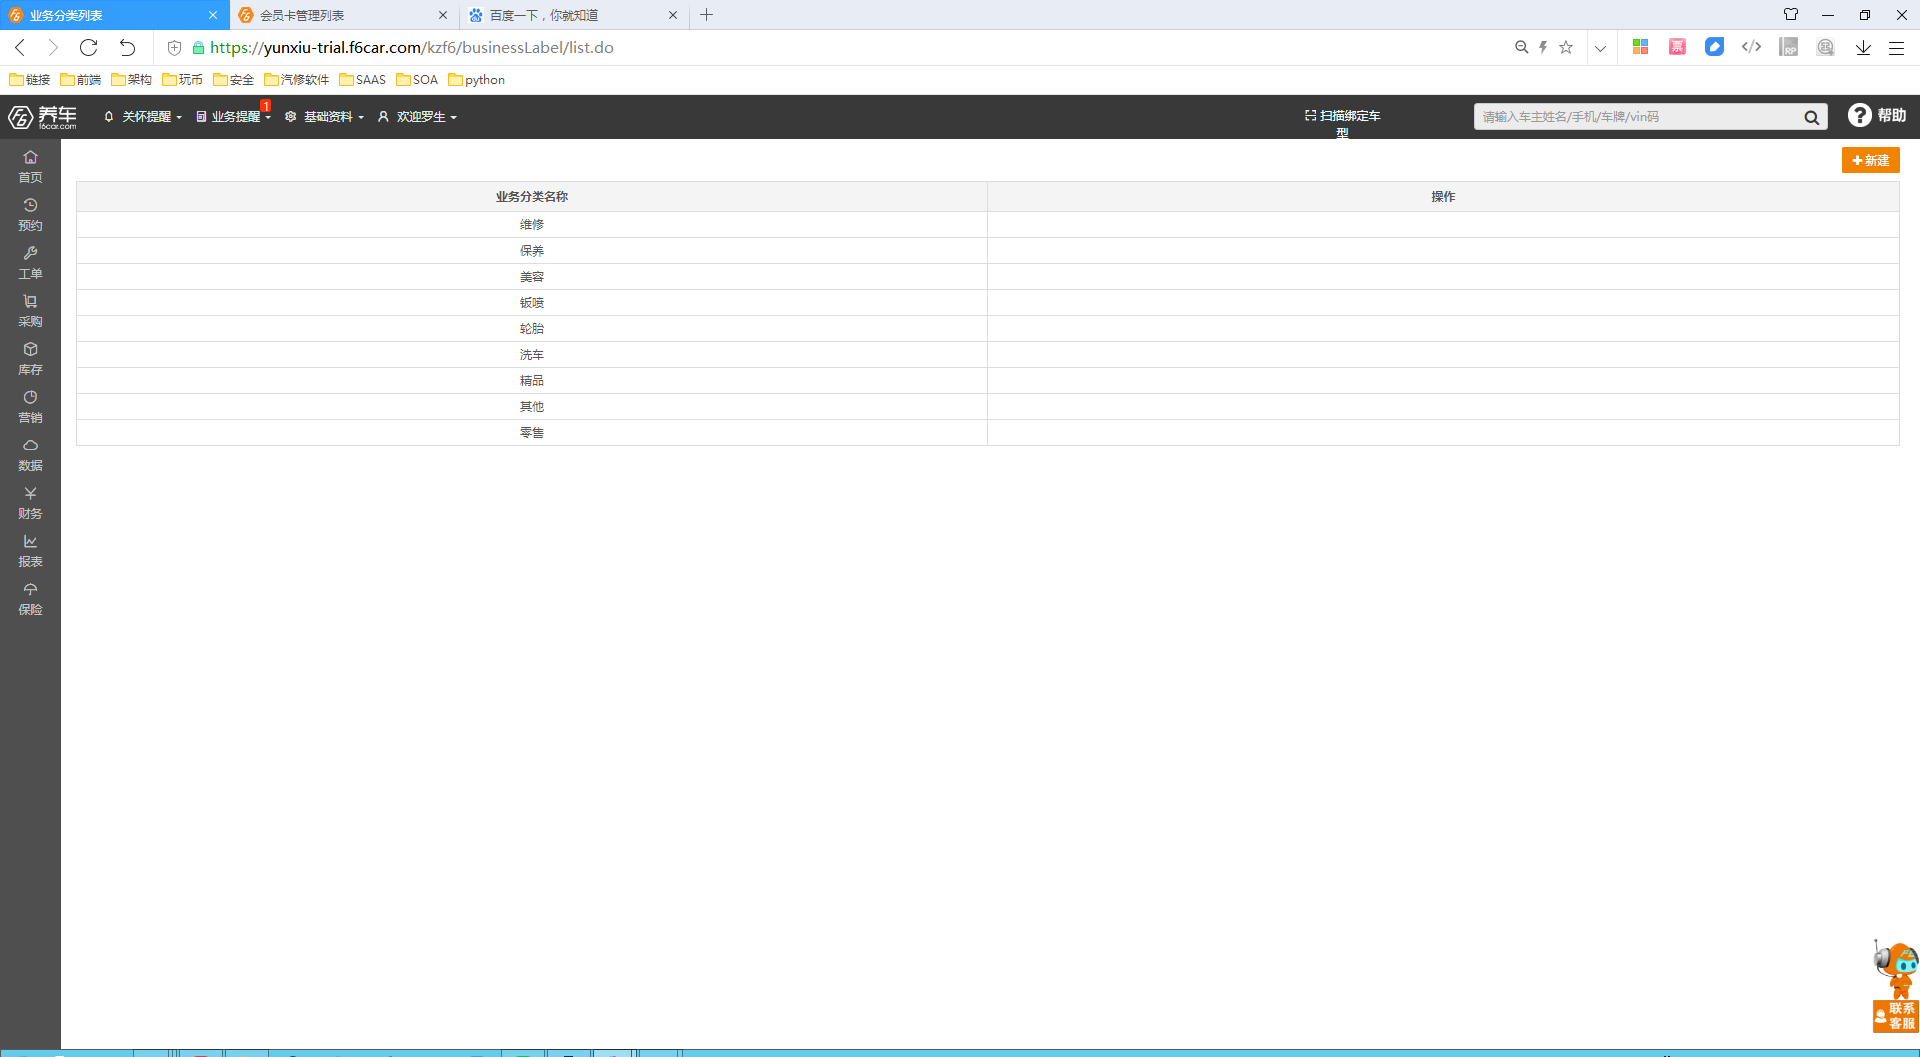 业务分类列表
会员卡管理列表
百度一下，你就知道
https://yunxiu-trial.f6car.com/kzf6/businessLabel/list.do
票
RP
链接
前端
架构
玩币
安全
汽修软件
SAAS
SOA
python
F6 养车
f6car.com
关怀提醒
业务提醒
1
基础资料
欢迎罗生
扫描绑定车
型
请输入车主姓名/手机/车牌/vin码
帮助
首页
预约
工单
采购
库存
营销
数据
财务
报表
保险
新建
业务分类名称
操作
维修
保养
美容
钣喷
轮胎
洗车
精品
其他
零售
联系
客服